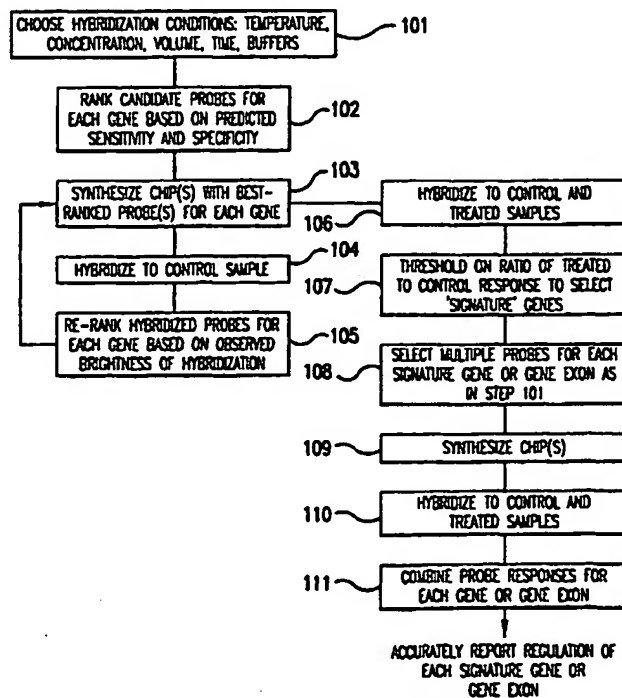 CHOOSE HYBRIDIZATION CONDITIONS: TEMPERATURE,
CONCENTRATION, VOLUME, TIME, BUFFERS
101
RANK CANDIDATE PROBES FOR
EACH GENE BASED ON PREDICTED
SENSITIVITY AND SPECIFICITY
102
SYNTHESIZE CHIP(S) WITH BEST-
RANKED PROBE(S) FOR EACH GENE
103
HYBRIDIZE TO CONTROL SAMPLE
104
RE-RANK HYBRIDIZED PROBES FOR
EACH GENE BASED ON OBSERVED
BRIGHTNESS OF HYBRIDIZATION
105
HYBRIDIZE TO CONTROL AND
TREATED SAMPLES
106
THRESHOLD ON RATIO OF TREATED
TO CONTROL RESPONSE TO SELECT
'SIGNATURE' GENES
107
SELECT MULTIPLE PROBES FOR EACH
SIGNATURE GENE OR GENE EXON AS
IN STEP 101
108
SYNTHESIZE CHIP(S)
109
HYBRIDIZE TO CONTROL AND
TREATED SAMPLES
110
COMBINE PROBE RESPONSES FOR
EACH GENE OR GENE EXON
111
ACCURATELY REPORT REGULATION OF
EACH SIGNATURE GENE OR
GENE EXON